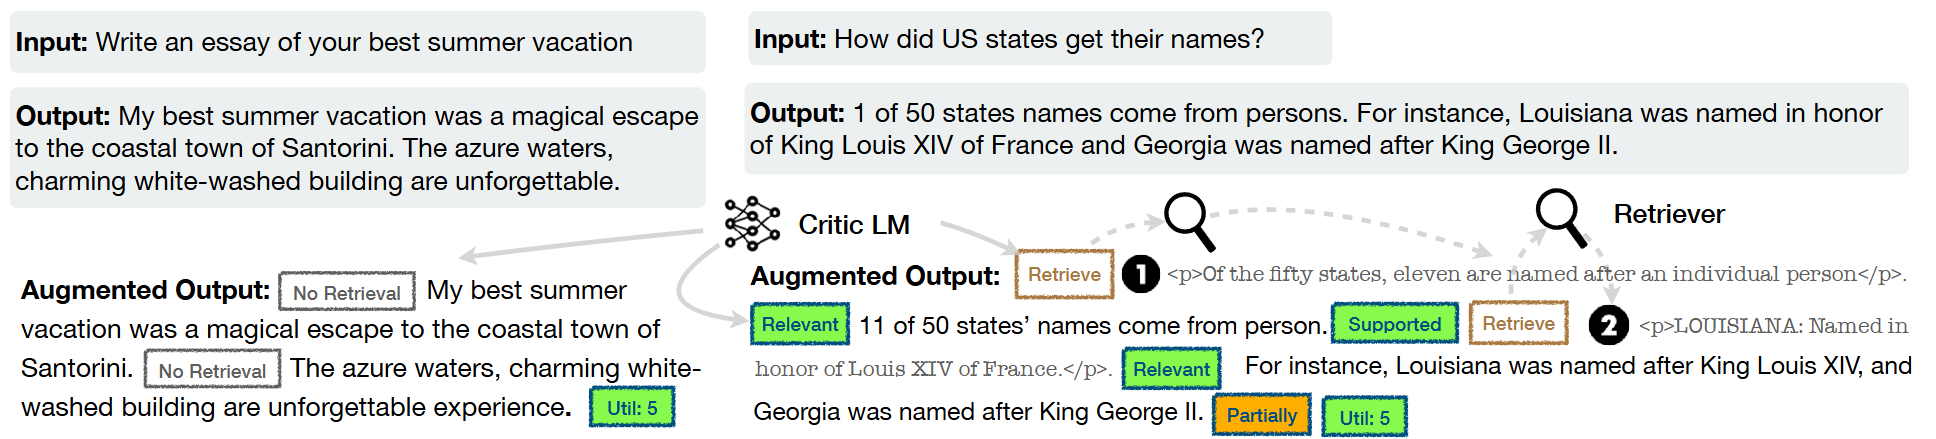 Input: Write an essay of your best summer vacation
Output: My best summer vacation was a magical escape
to the coastal town of Santorini. The azure waters,
charming white-washed building are unforgettable.
Augmented Output: No Retrieval My best summer
vacation was a magical escape to the coastal town of
Santorini. No Retrieval The azure waters, charming white-
washed building are unforgettable experience. Util: 5
Input: How did US states get their names?
Output: 1 of 50 states names come from persons. For instance, Louisiana was named in honor
of King Louis XIV of France and Georgia was named after King George II.
Critic LM
Retriever
Augmented Output: Retrieve 1 <p>Of the fifty states, eleven are named after an individual person</p>.
Relevant 11 of 50 states’ names come from person. Supported Retrieve 2 <p>LOUISIANA: Named in
honor of Louis XIV of France.</p>. Relevant For instance, Louisiana was named after King Louis XIV, and
Georgia was named after King George II. Partially Util: 5